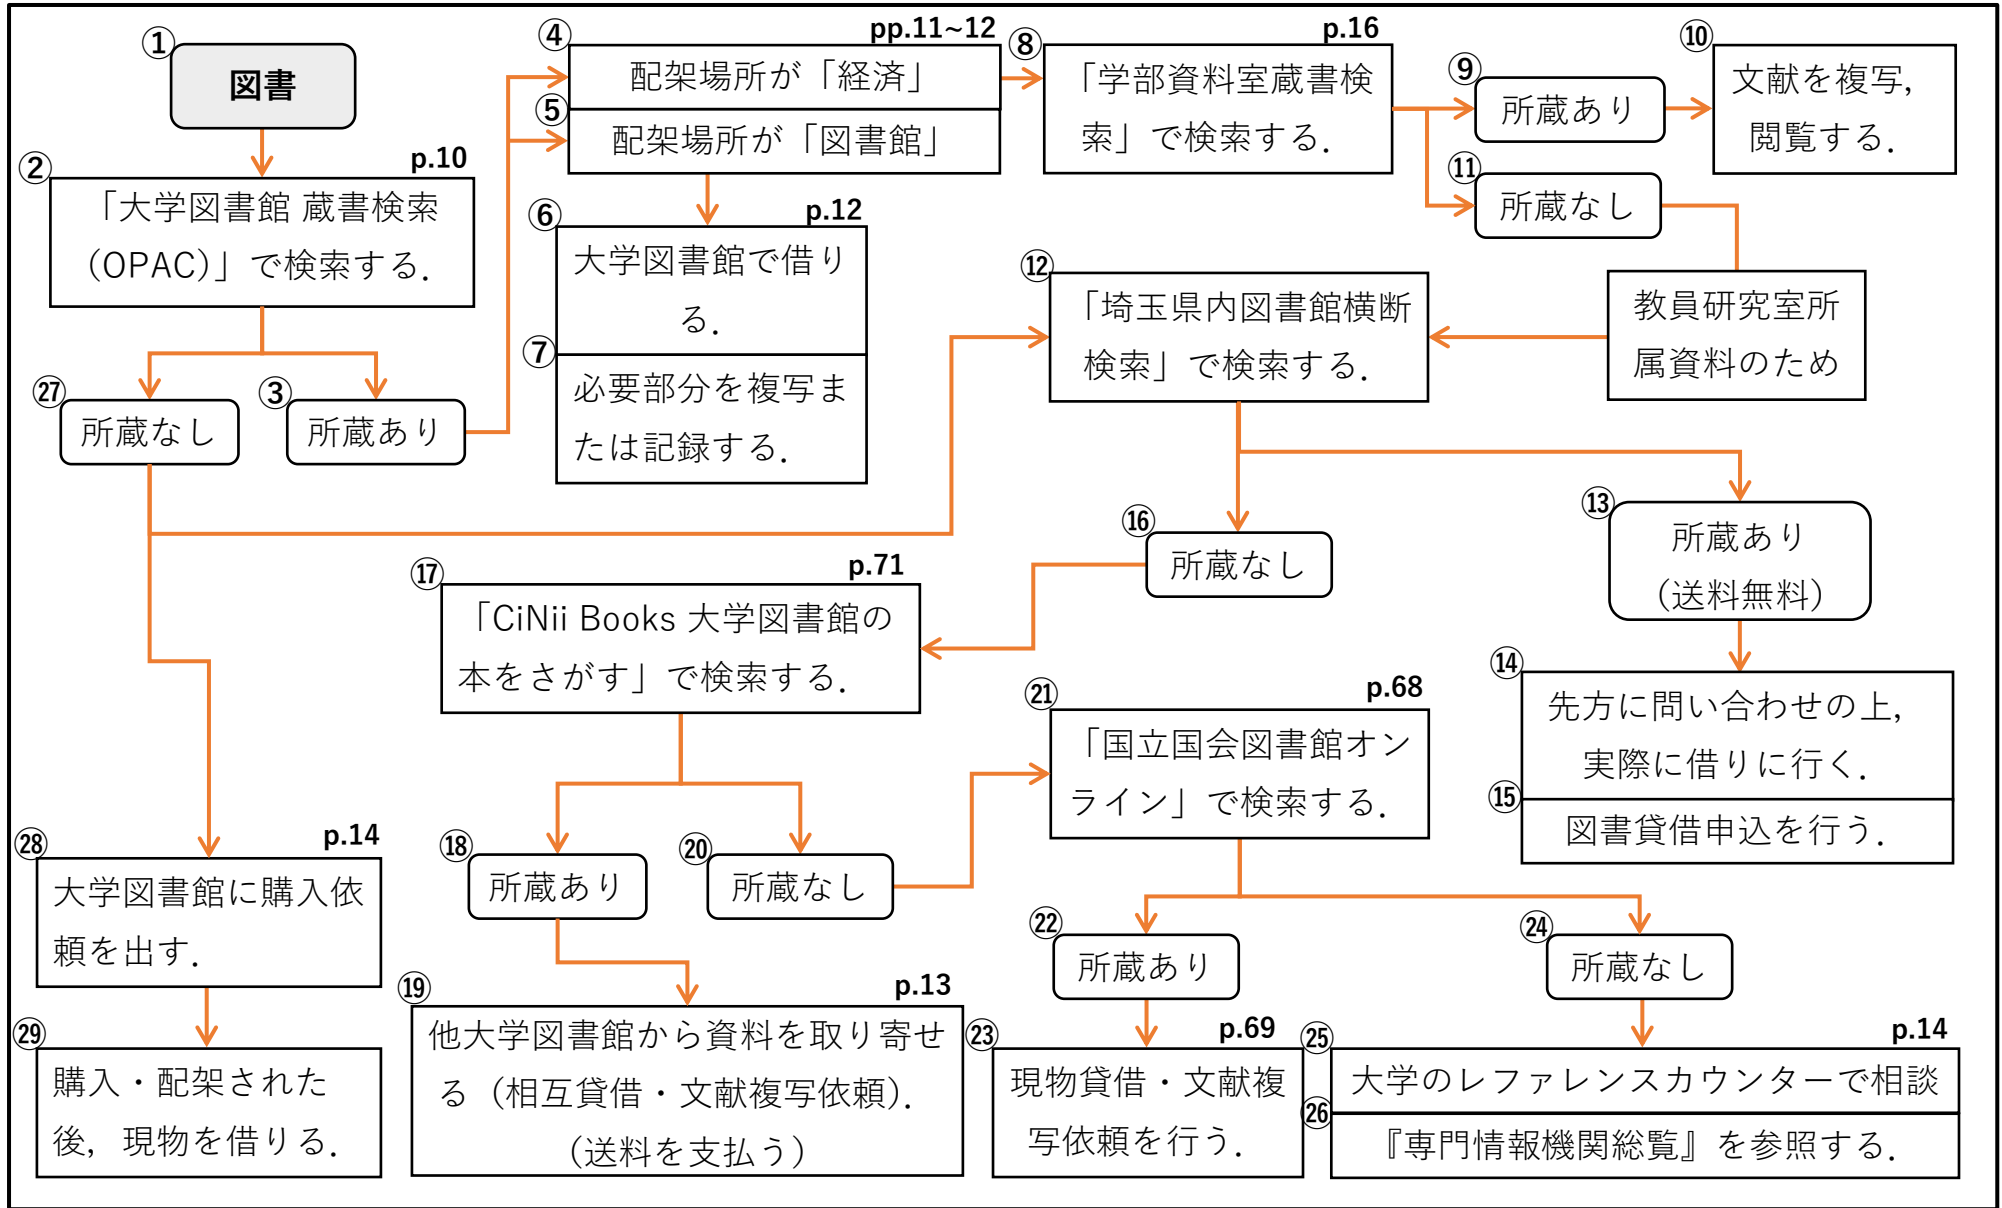 ①
図書
②
p.10
「大学図書館 蔵書検索
(OPAC)」で検索する.
㉗
所蔵なし
③
所蔵あり
④
pp.11~12
配架場所が「経済」
⑤
配架場所が「図書館」
⑥
p.12
大学図書館で借り
る.
⑦
必要部分を複写ま
たは記録する.
⑧
p.16
「学部資料室蔵書検
索」で検索する.
⑨
所蔵あり
⑩
文献を複写,
閲覧する.
⑪
所蔵なし
教員研究室所
属資料のため
⑫
「埼玉県内図書館横断
検索」で検索する.
⑬
所蔵あり
(送料無料)
⑭
先方に問い合わせの上,
実際に借りに行く.
⑮
図書貸借申込を行う.
⑯
所蔵なし
⑰
p.71
「CiNii Books 大学図書館の
本をさがす」で検索する.
⑱
所蔵あり
⑲
p.13
他大学図書館から資料を取り寄せ
る（相互貸借・文献複写依頼）.
（送料を支払う）
⑳
所蔵なし
㉑
p.68
「国立国会図書館オン
ライン」で検索する.
㉒
所蔵あり
㉓
p.69
現物貸借・文献複
写依頼を行う.
㉔
所蔵なし
㉕
p.14
大学のレファレンスカウンターで相談
㉖
『専門情報機関総覧』を参照する.
㉘
p.14
大学図書館に購入依
頼を出す.
㉙
購入・配架された
後，現物を借りる.